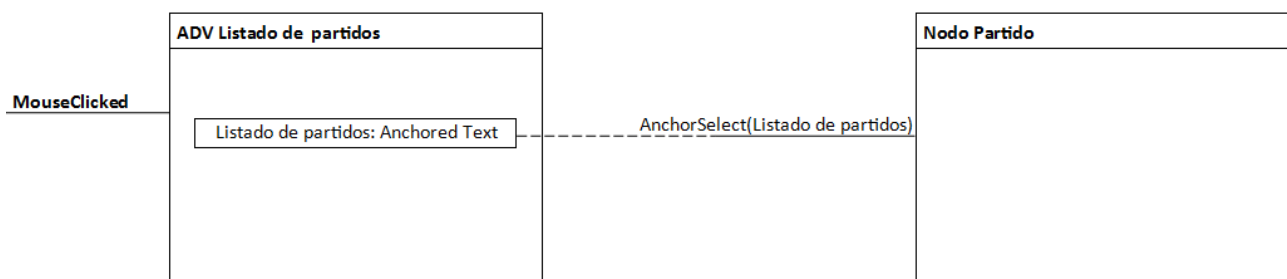 ADV Listado de partidos
Nodo Partido
MouseClicked
Listado de partidos: Anchored Text
AnchorSelect(Listado de partidos)